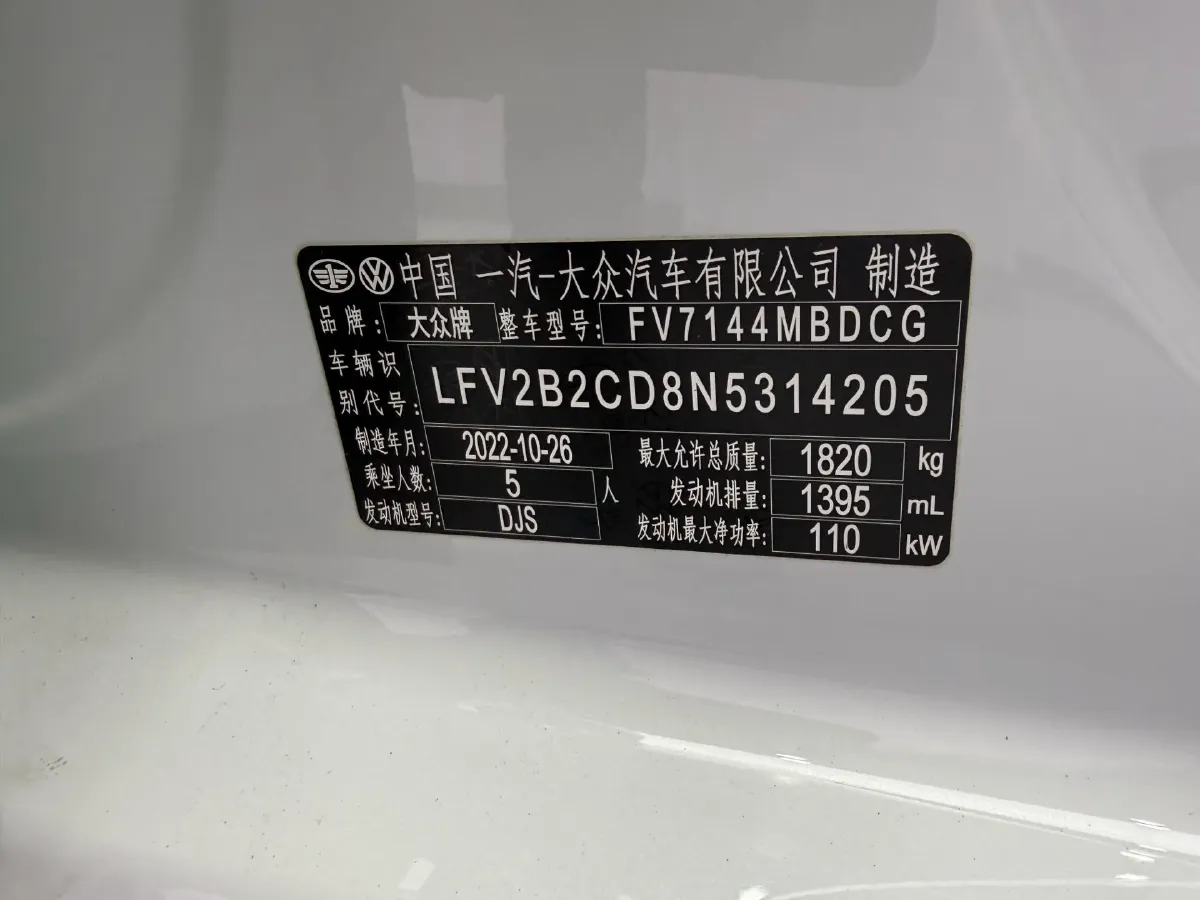 中国 一汽-大众汽车有限公司 制造
品牌: 大众牌 整车型号: FV7144MBDCG
车辆识
别代号: LFV2B2CD8N5314205
制造年月: 2022-10-26 最大允许总质量: 1820 kg
乘坐人数: 5 人 发动机排量: 1395 mL
发动机型号: DJS 发动机最大净功率: 110 kW